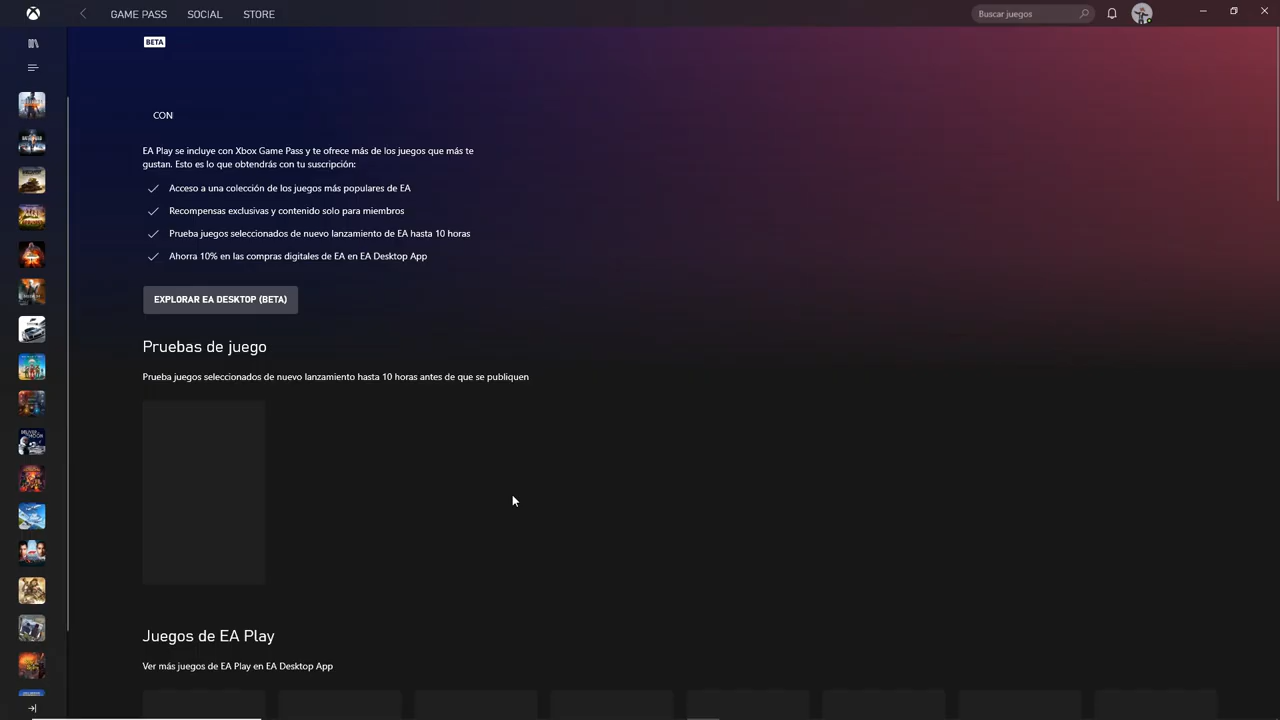 GAME PASS SOCIAL STORE
Buscar juegos
BETA
CON
EA Play se incluye con Xbox Game Pass y te ofrece más de los juegos que más te
gustan. Esto es lo que obtendrás con tu suscripción:
Acceso a una colección de los juegos más populares de EA
Recompensas exclusivas y contenido solo para miembros
Prueba juegos seleccionados de nuevo lanzamiento de EA hasta 10 horas
Ahorra 10% en las compras digitales de EA en EA Desktop App
EXPLORAR EA DESKTOP (BETA)
Pruebas de juego
Prueba juegos seleccionados de nuevo lanzamiento hasta 10 horas antes de que se publiquen
Juegos de EA Play
Ver más juegos de EA Play en EA Desktop App